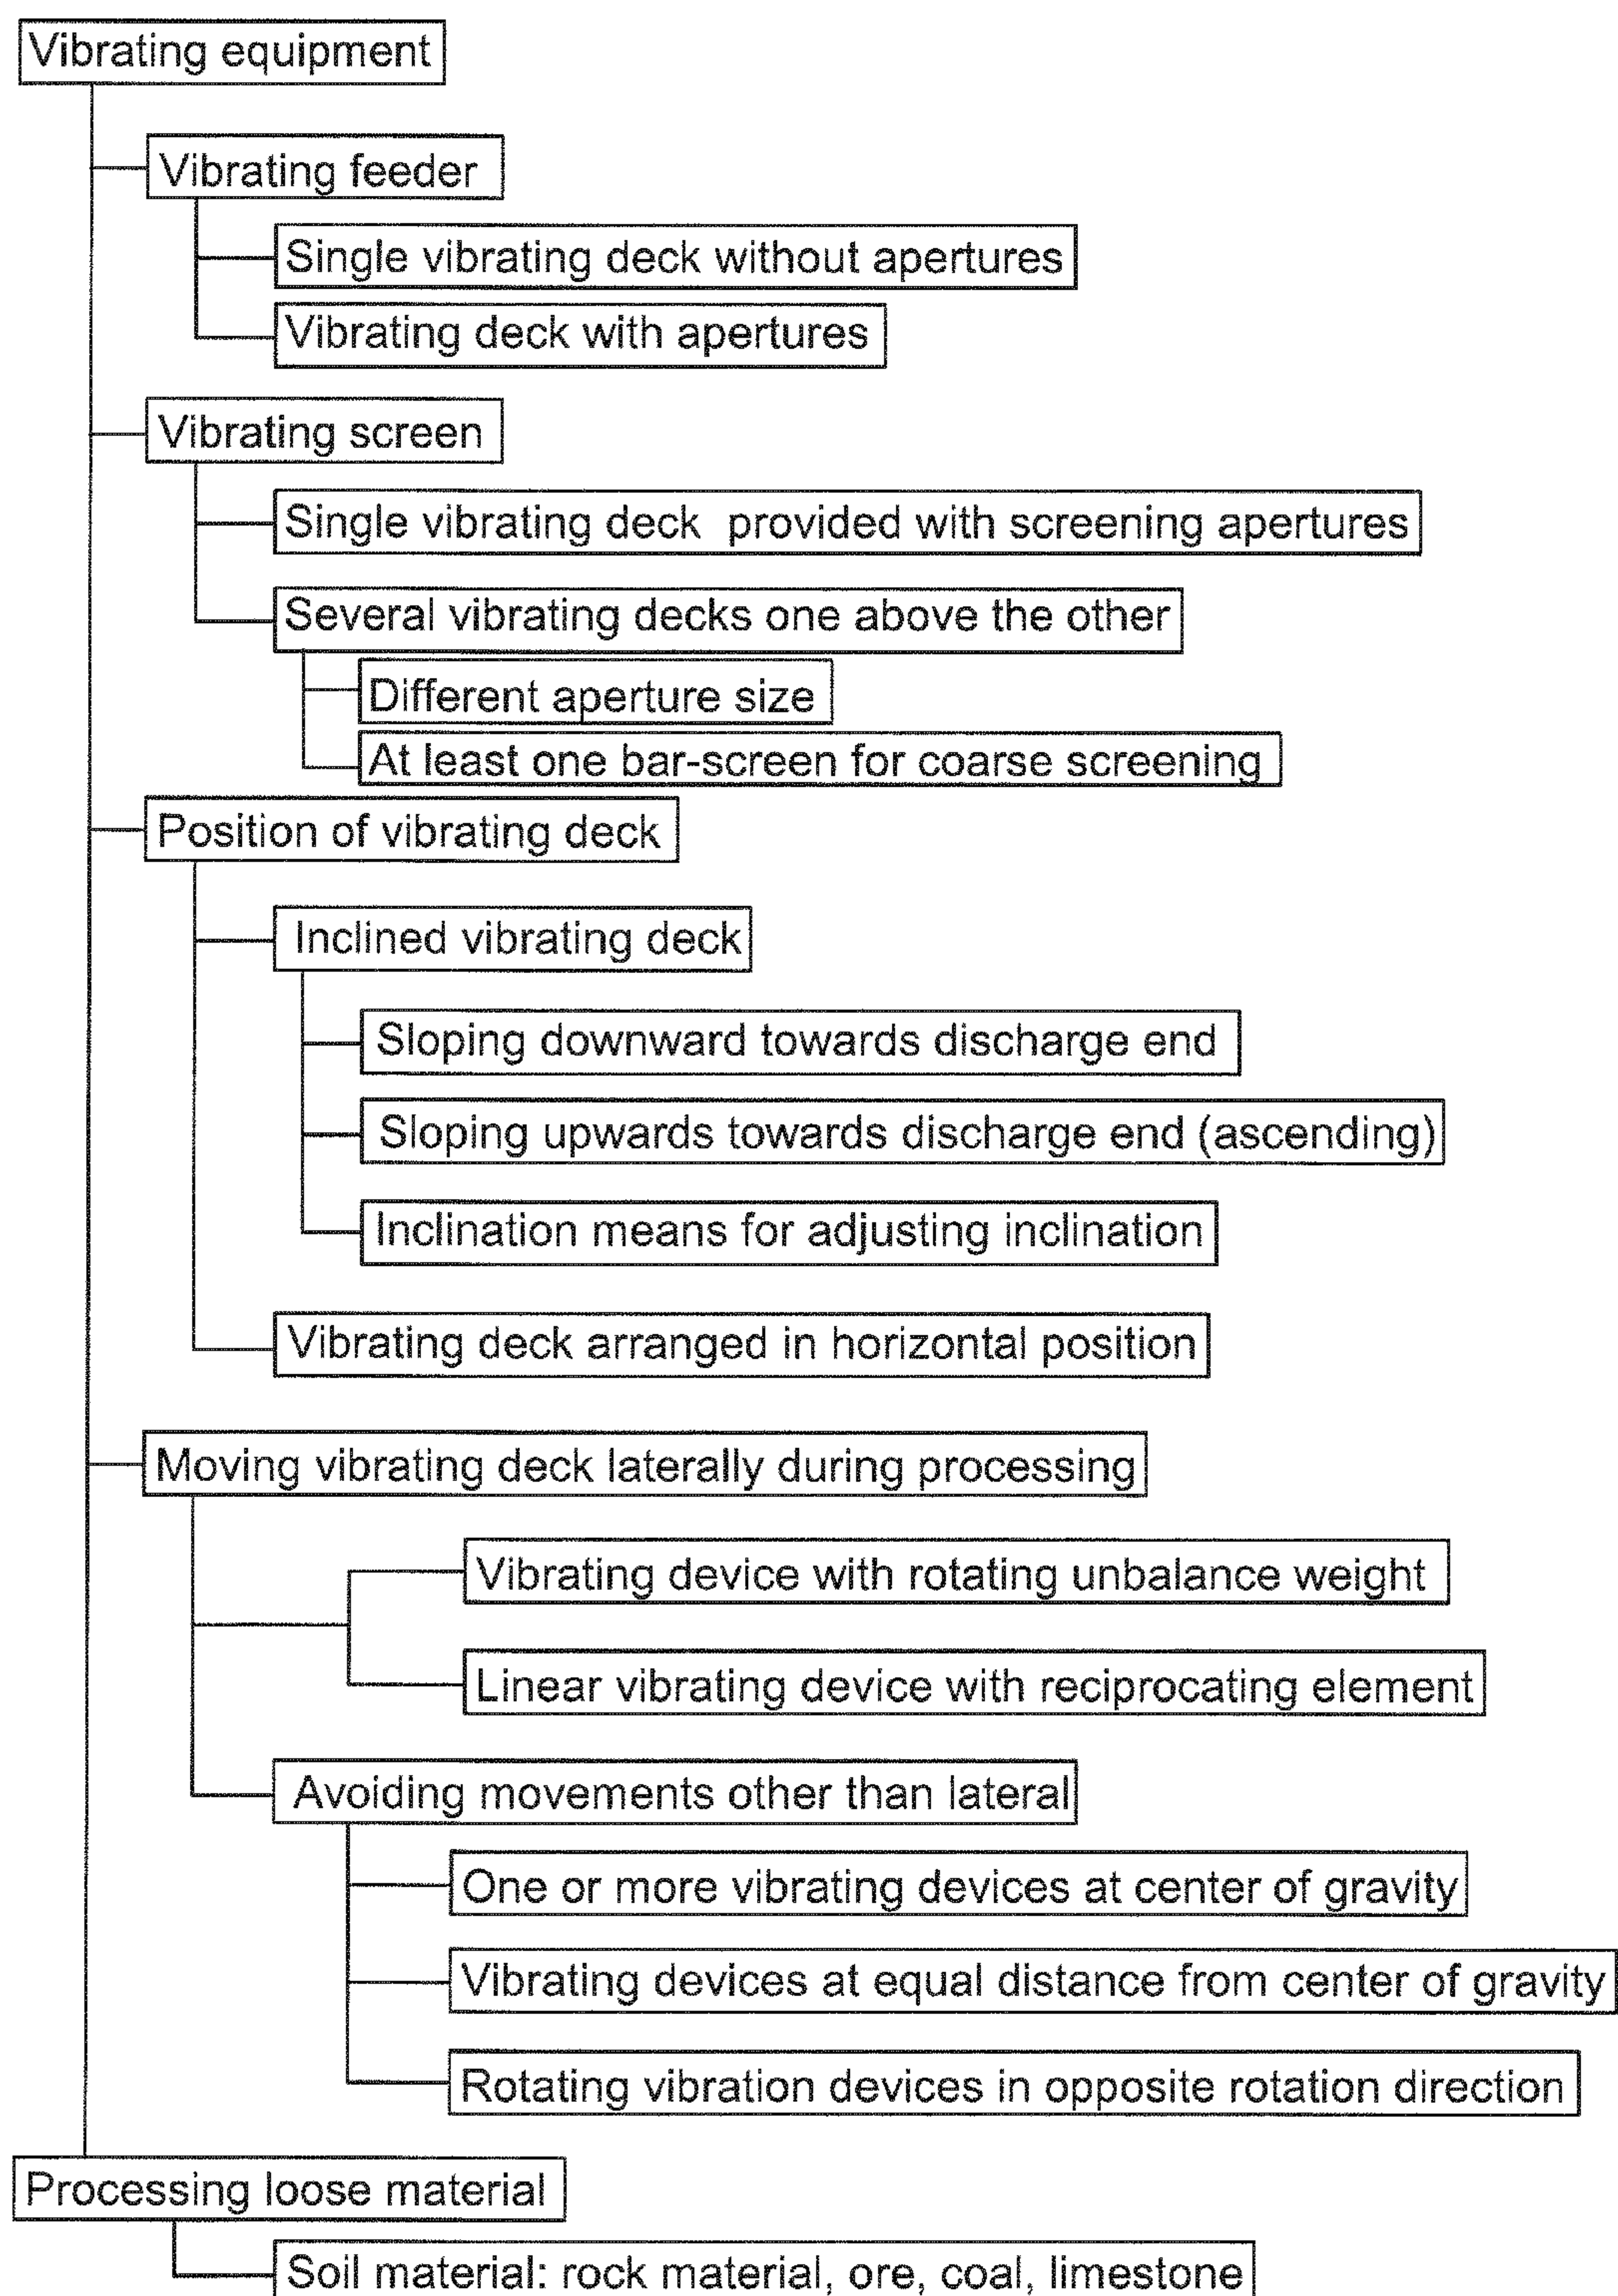 Vibrating equipment
Vibrating feeder
Single vibrating deck without apertures
Vibrating deck with apertures
Vibrating screen
Single vibrating deck provided with screening apertures
Several vibrating decks one above the other
Different aperture size
At least one bar-screen for coarse screening
Position of vibrating deck
Inclined vibrating deck
Sloping downward towards discharge end
Sloping upwards towards discharge end (ascending)
Inclination means for adjusting inclination
Vibrating deck arranged in horizontal position
Moving vibrating deck laterally during processing
Vibrating device with rotating unbalance weight
Linear vibrating device with reciprocating element
Avoiding movements other than lateral
One or more vibrating devices at center of gravity
Vibrating devices at equal distance from center of gravity
Rotating vibration devices in opposite rotation direction
Processing loose material
Soil material: rock material, ore, coal, limestone